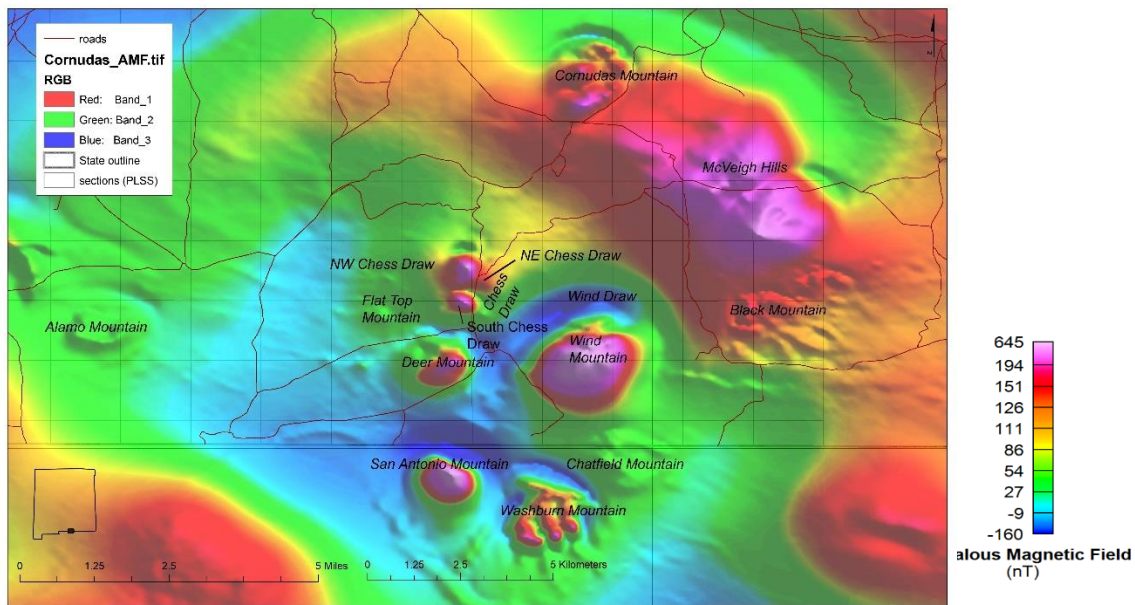 roads
Cornudas_AMF.tif
RGB
Red: Band_1
Green: Band_2
Blue: Band_3
State outline
sections (PLSS)
Cornudas Mountain
McVeigh Hills
NW Chess Draw
NE Chess Draw
Chess
Draw
Flat Top
Mountain
South Chess
Draw
Wind Draw
Black Mountain
Alamo Mountain
Deer Mountain
Wind
Mountain
San Antonio Mountain
Chatfield Mountain
Washburn Mountain
0 1.25 2.5 5 Miles
0 1.25 2.5 5 Kilometers
645
194
151
126
111
86
54
27
-9
-160
alous Magnetic Field
(nT)